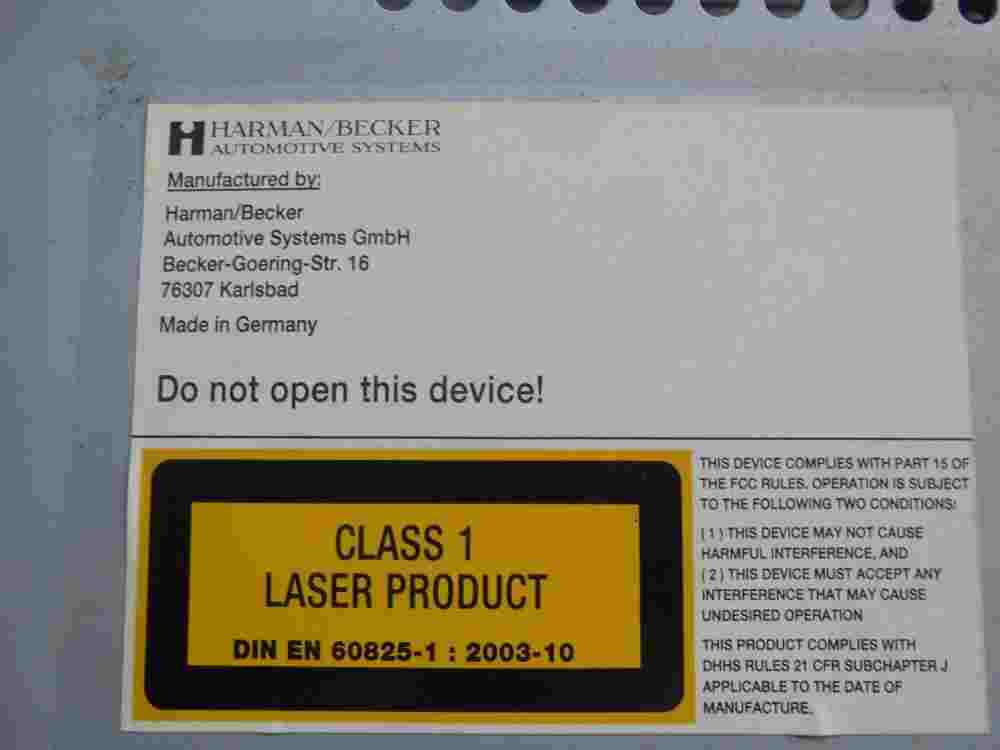 HARMAN/BECKER
AUTOMOTIVE SYSTEMS
Manufactured by:
Harman/Becker
Automotive Systems GmbH
Becker-Goering-Str. 16
76307 Karlsbad
Made in Germany
Do not open this device!
CLASS 1
LASER PRODUCT
DIN EN 60825-1 : 2003-10
THIS DEVICE COMPLIES WITH PART 15 OF
THE FCC RULES. OPERATION IS SUBJECT
TO THE FOLLOWING TWO CONDITIONS:
( 1 ) THIS DEVICE MAY NOT CAUSE
HARMFUL INTERFERENCE, AND
( 2 ) THIS DEVICE MUST ACCEPT ANY
INTERFERENCE THAT MAY CAUSE
UNDESIRED OPERATION
THIS PRODUCT COMPLIES WITH
DHHS RULES 21 CFR SUBCHAPTER J
APPLICABLE TO THE DATE OF
MANUFACTURE.